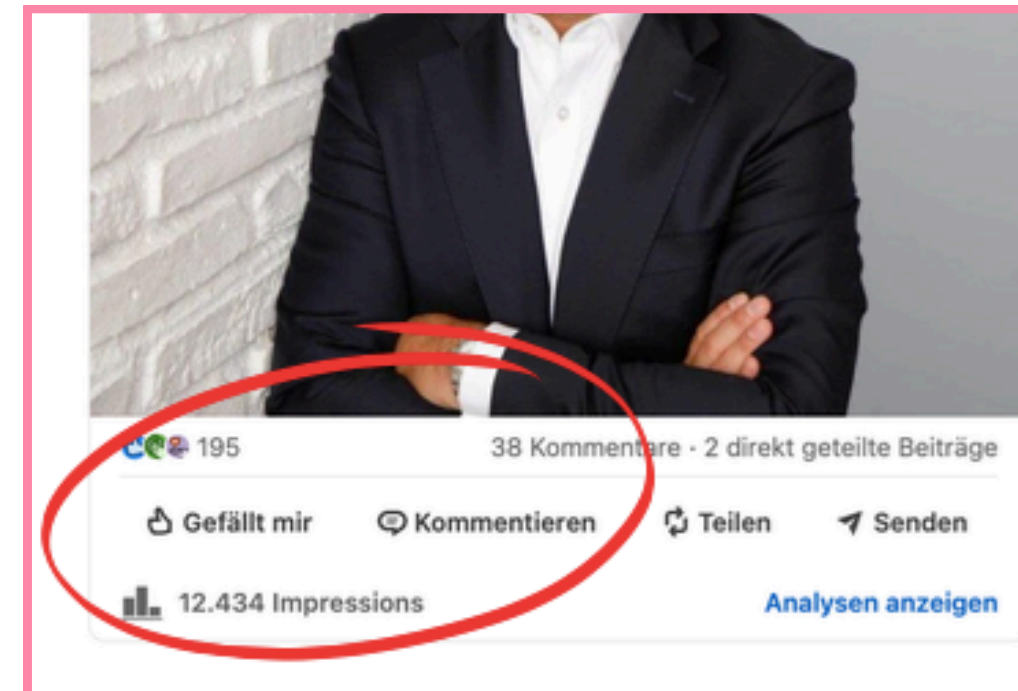 195 38 Kommentare · 2 direkt geteilte Beiträge
Gefällt mir Kommentieren Teilen Senden
12.434 Impressions Analysen anzeigen